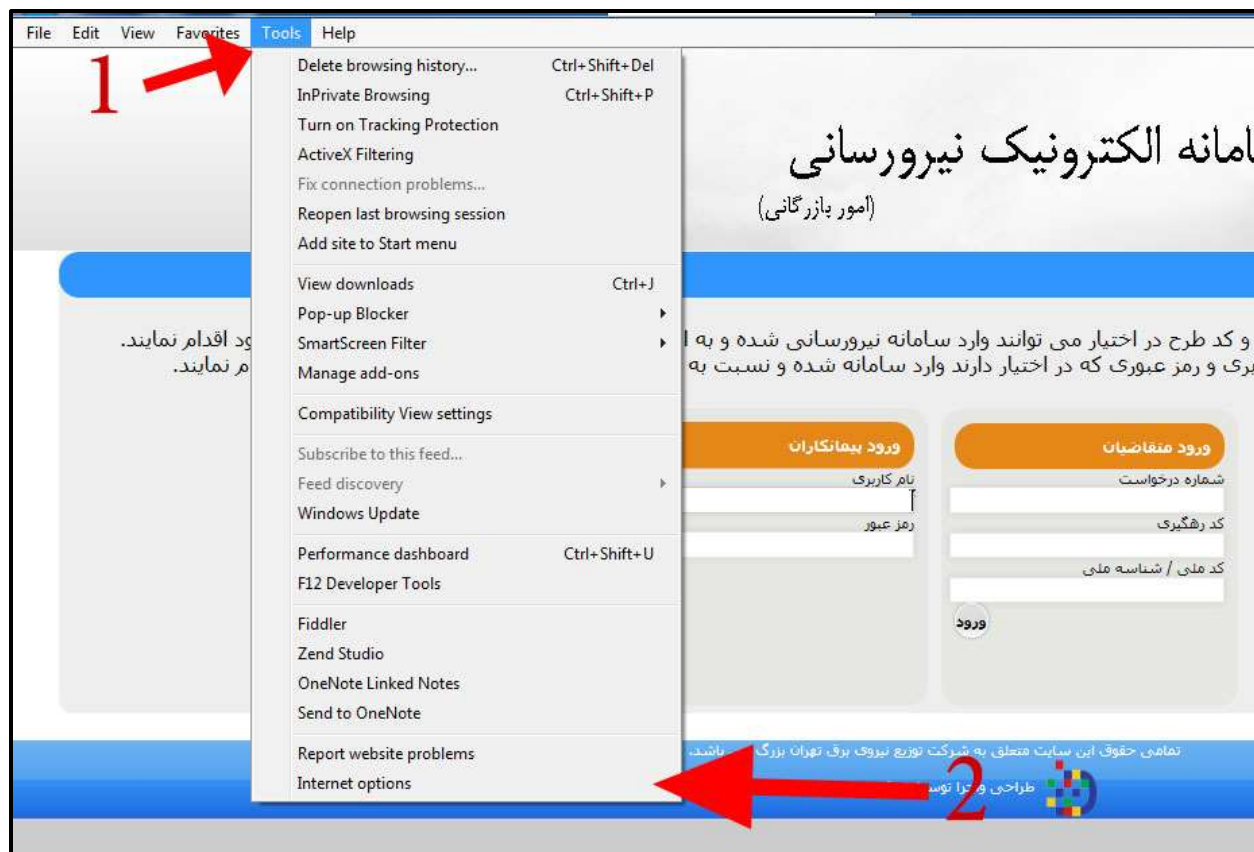 File Edit View Favorites Tools Help
1
Delete browsing history... Ctrl+Shift+Del
InPrivate Browsing Ctrl+Shift+P
Turn on Tracking Protection
ActiveX Filtering
Fix connection problems...
Reopen last browsing session
Add site to Start menu
View downloads Ctrl+J
Pop-up Blocker
SmartScreen Filter
Manage add-ons
Compatibility View settings
Subscribe to this feed...
Feed discovery
Windows Update
Performance dashboard Ctrl+Shift+U
F12 Developer Tools
Fiddler
Zend Studio
OneNote Linked Notes
Send to OneNote
Report website problems
Internet options
2
الکترونیک نیرورسانی
(امور بازرگانی)
و کد طرح در اختیار می توانند وارد سامانه نیرورسانی شده و به
اقدام نمایند.
و رمز عبوری که در اختیار دارند وارد سامانه شده و نسبت به
نمایند.
ورود متقاضیان
شماره درخواست
کد رهگیری
کد ملی / شناسه ملی
ورود
ورود پیمانکاران
نام کاربری
رمز عبور
تمامی حقوق این سایت متعلق به شرکت توزیع نیروی برق تهران بزرگ باشد.
طراحی و اجرا